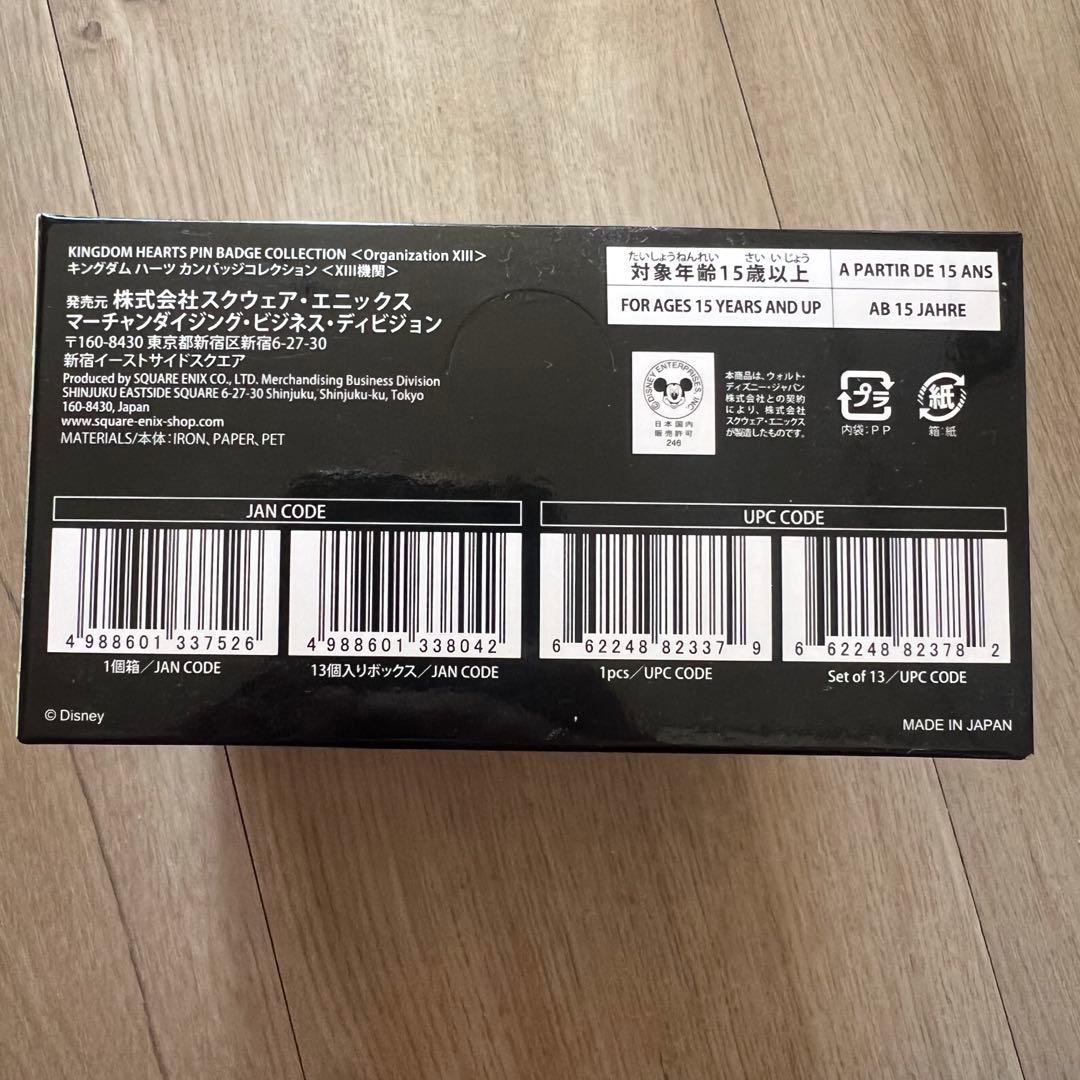 KINGDOM HEARTS PIN BADGE COLLECTION <Organization XIII>
キングダム ハーツ カンバッジコレクション <XIII機関>
発売元 株式会社スクウェア・エニックス
マーチャンダイジング・ビジネス・ディビジョン
〒160-8430 東京都新宿区新宿6-27-30
新宿イーストサイドスクエア
Produced by SQUARE ENIX CO., LTD. Merchandising Business Division
SHINJUKU EASTSIDE SQUARE 6-27-30 Shinjuku, Shinjuku-ku, Tokyo
160-8430, Japan
www.square-enix-shop.com
MATERIALS/本体:IRON、PAPER、PET
たいしょうねんれい さい いじょう
対象年齢15歳以上
A PARTIR DE 15 ANS
FOR AGES 15 YEARS AND UP
AB 15 JAHRE
©DISNEY ENTERPRISES, INC.
日本国内
販売許可
246
本商品は、ウォルト・
ディズニー・ジャパン
株式会社との契約
により、株式会社
スクウェア・エニックス
が製造したものです。
プラ
内袋:PP
紙
箱:紙
JAN CODE
UPC CODE
4 988601 337526
4 988601 338042
6 62248 82337 9
6 62248 82378 2
1個箱/JAN CODE
13個入りボックス/JAN CODE
1pcs/UPC CODE
Set of 13/UPC CODE
© Disney
MADE IN JAPAN